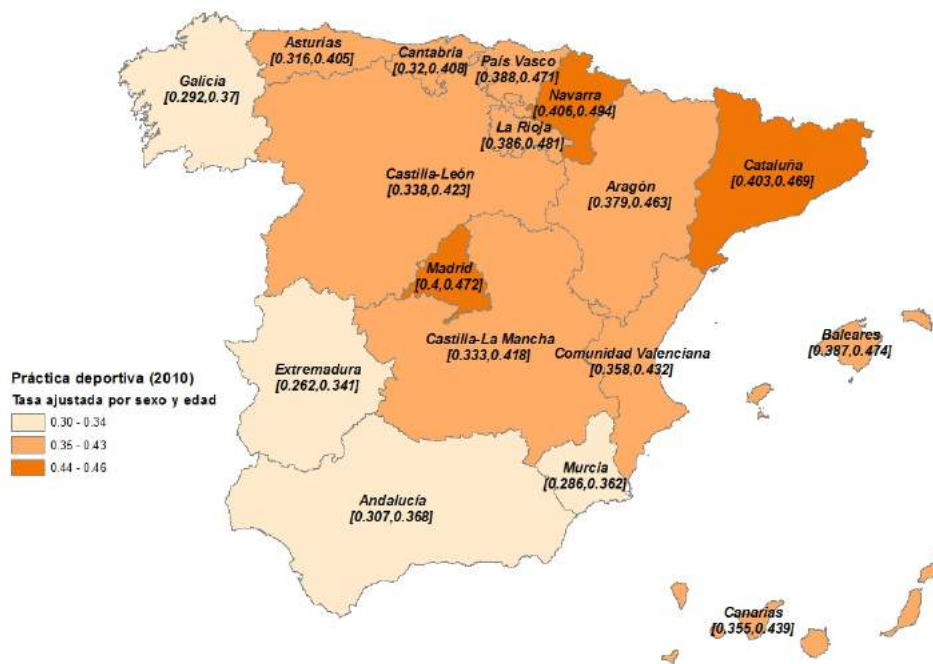 Asturias
[0.316,0.405]
Cantabria
[0.32,0.408]
País Vasco
[0.388,0.471]
Galicia
[0.292,0.37]
Navarra
[0.406,0.494]
La Rioja
[0.386,0.481]
Castilla-León
[0.338,0.423]
Aragón
[0.379,0.463]
Cataluña
[0.403,0.469]
Madrid
[0.4,0.472]
Castilla-La Mancha
[0.333,0.418]
Comunidad Valenciana
[0.358,0.432]
Baleares
[0.387,0.474]
Extremadura
[0.262,0.341]
Murcia
[0.286,0.362]
Andalucía
[0.307,0.368]
Canarias
[0.355,0.439]
Práctica deportiva (2010)
Tasa ajustada por sexo y edad
0.30 - 0.34
0.35 - 0.43
0.44 - 0.46